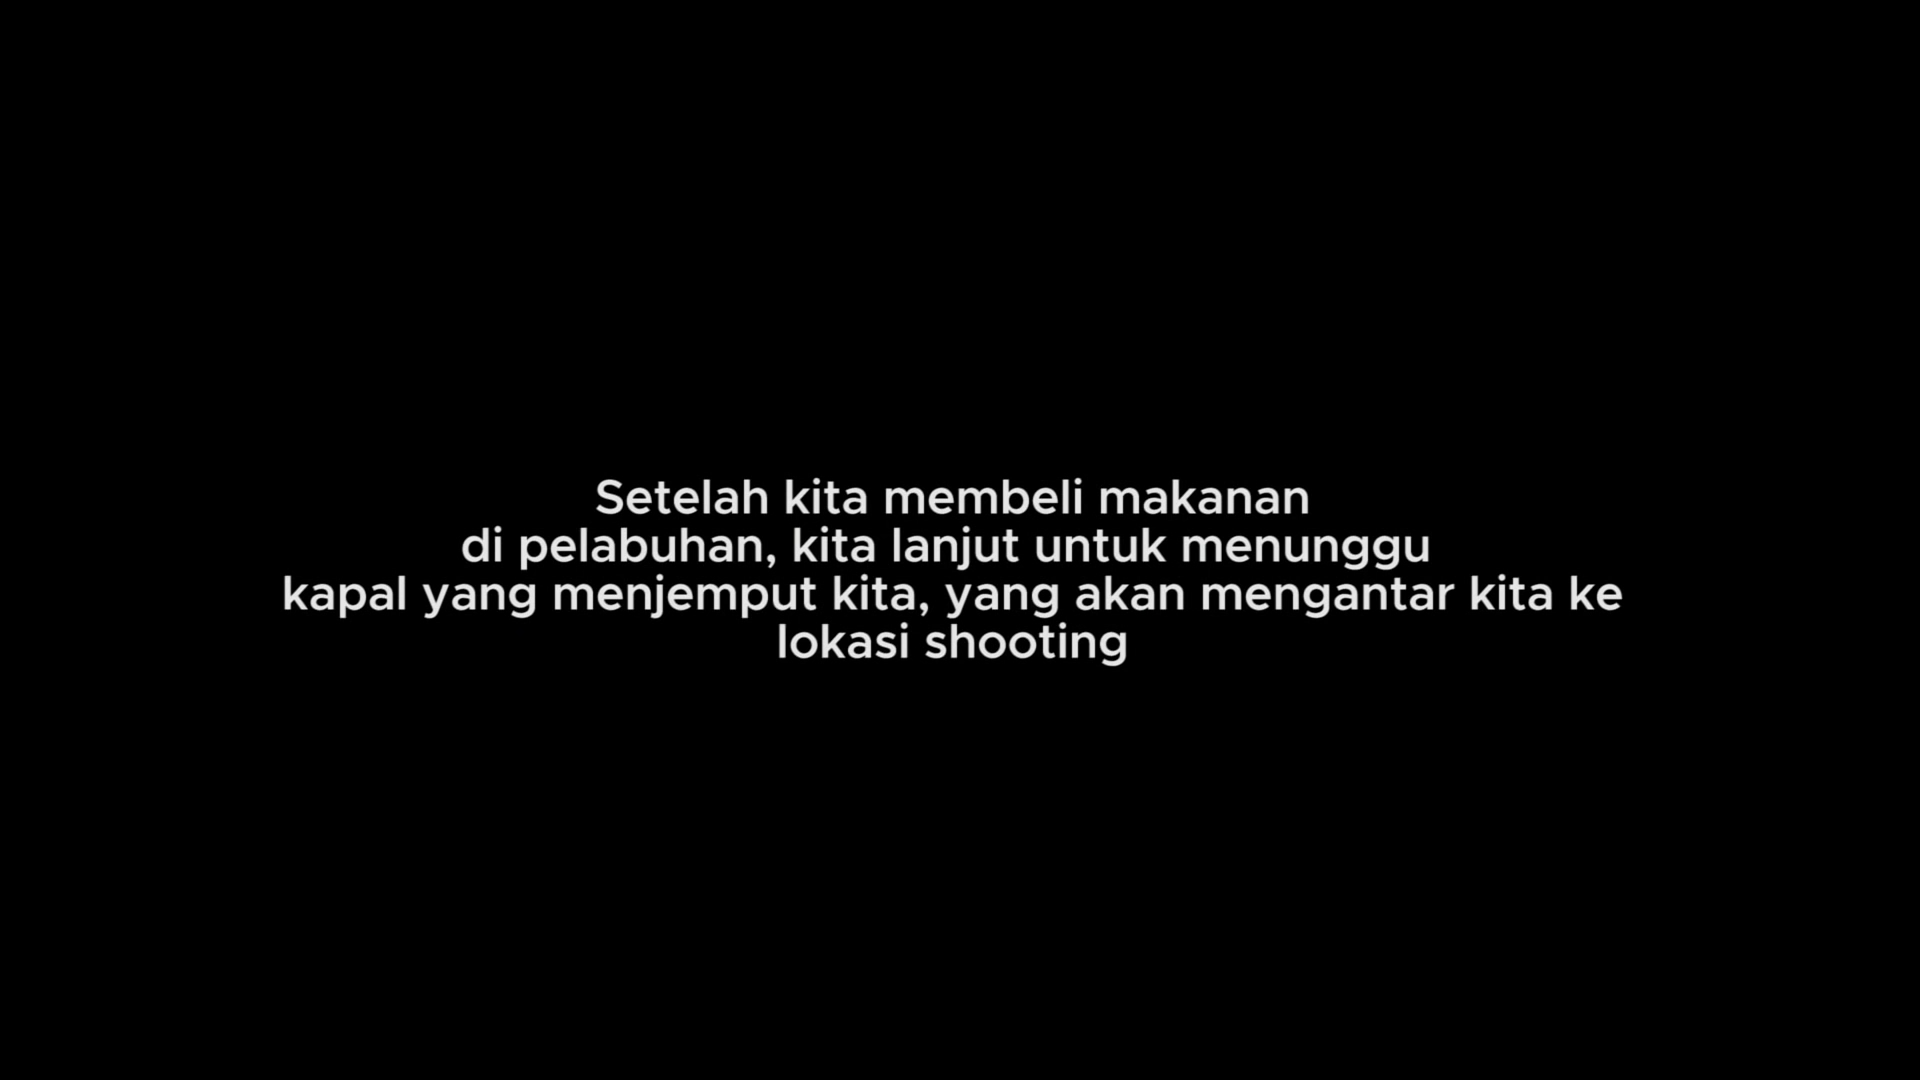 Setelah kita membeli makanan
di pelabuhan, kita lanjut untuk menunggu
kapal yang menjemput kita, yang akan mengantar kita ke
lokasi shooting